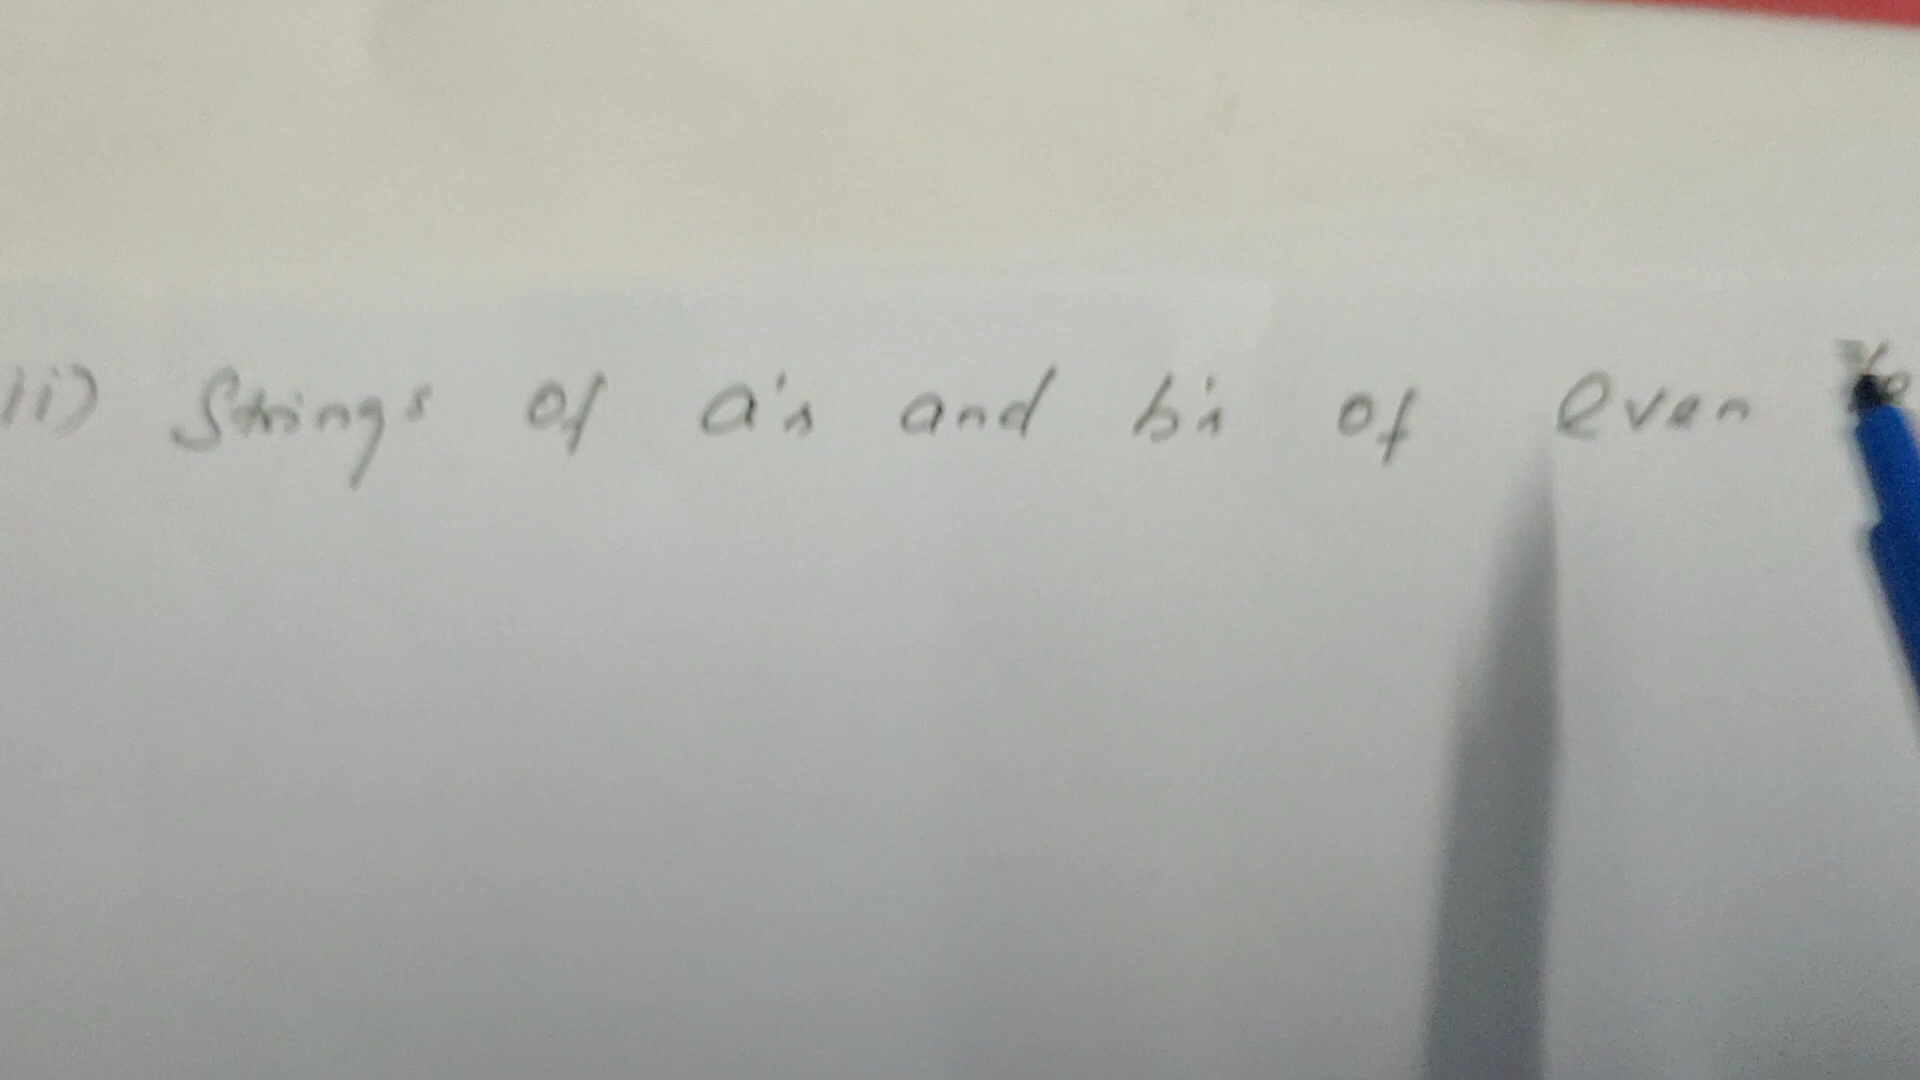 ii) Strings of a's and b's of even